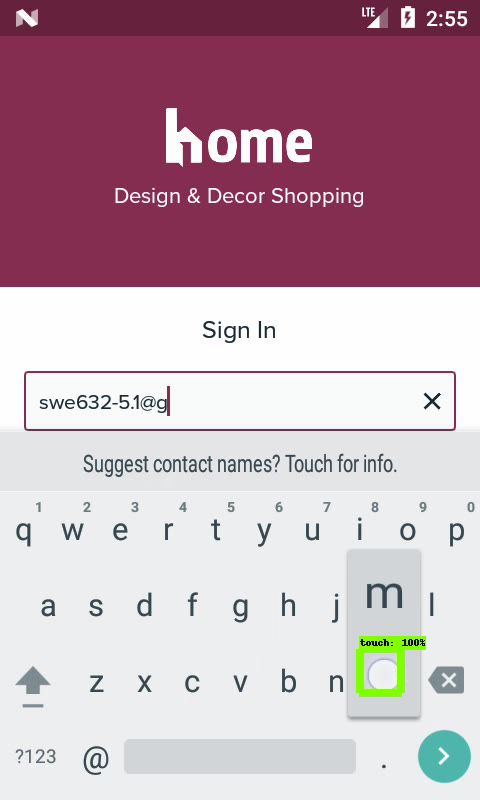 LTE 2:55
home
Design & Decor Shopping
Sign In
swe632-5.1@g
Suggest contact names? Touch for info.
1 2 3 4 5 6 7 8 9 0
q w e r t y u i o p
a s d f g h j l
m
touch: 100%
z x c v b n
?123 @ .